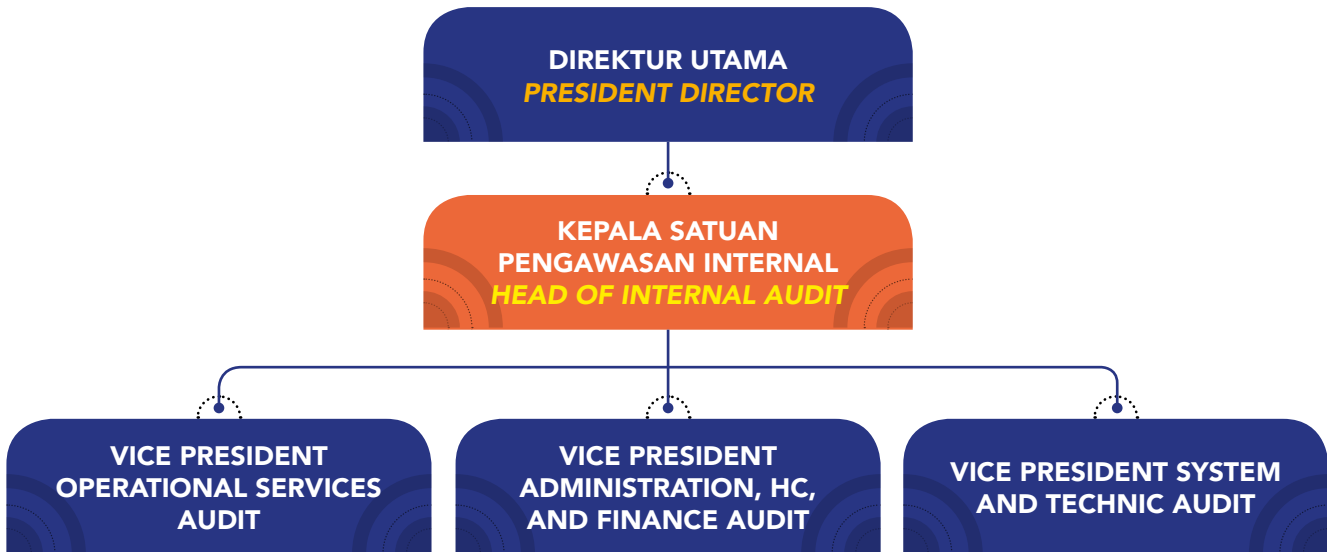 DIREKTUR UTAMA
PRESIDENT DIRECTOR
KEPALA SATUAN
PENGAWASAN INTERNAL
HEAD OF INTERNAL AUDIT
VICE PRESIDENT
OPERATIONAL SERVICES
AUDIT
VICE PRESIDENT
ADMINISTRATION, HC,
AND FINANCE AUDIT
VICE PRESIDENT SYSTEM
AND TECHNIC AUDIT